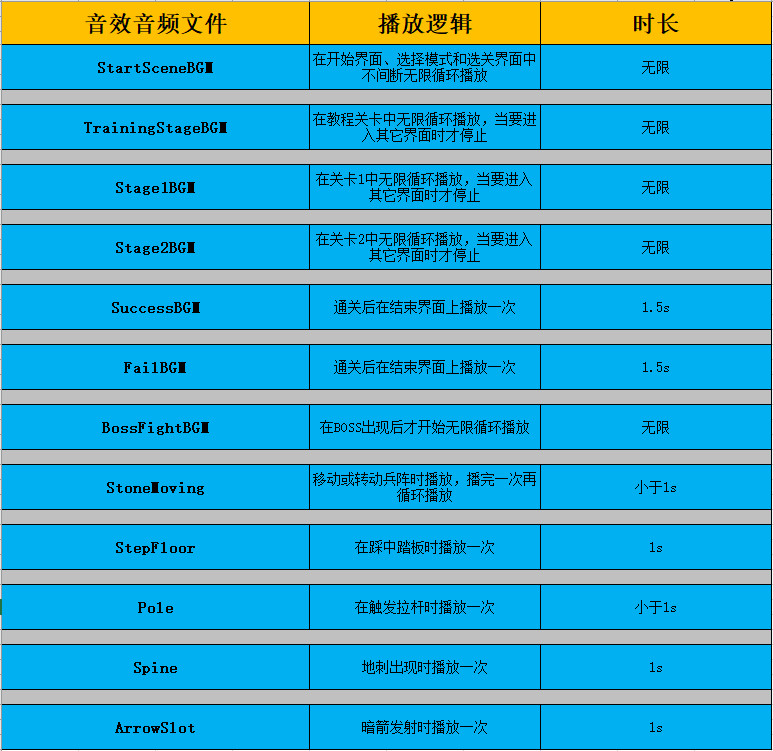 音效音频文件 播放逻辑 时长
StartSceneBGM 在开始界面、选择模式和选关界面中 无限
不间断无限循环播放
TrainingStageBGM 在教程关卡中无限循环播放，当要进 无限
入其它界面时才停止
Stage1BGM 在关卡1中无限循环播放，当要进入 无限
其它界面时才停止
Stage2BGM 在关卡2中无限循环播放，当要进入 无限
其它界面时才停止
SuccessBGM 通关后在结束界面上播放一次 1.5s
FailBGM 通关后在结束界面上播放一次 1.5s
BossFightBGM 在BOSS出现后才开始无限循环播放 无限
StoneMoving 移动或转动兵阵时播放，播完一次再 小于1s
循环播放
StepFloor 在踩中踏板时播放一次 1s
Pole 在触发拉杆时播放一次 小于1s
Spine 地刺出现时播放一次 1s
ArrowSlot 暗箭发射时播放一次 1s